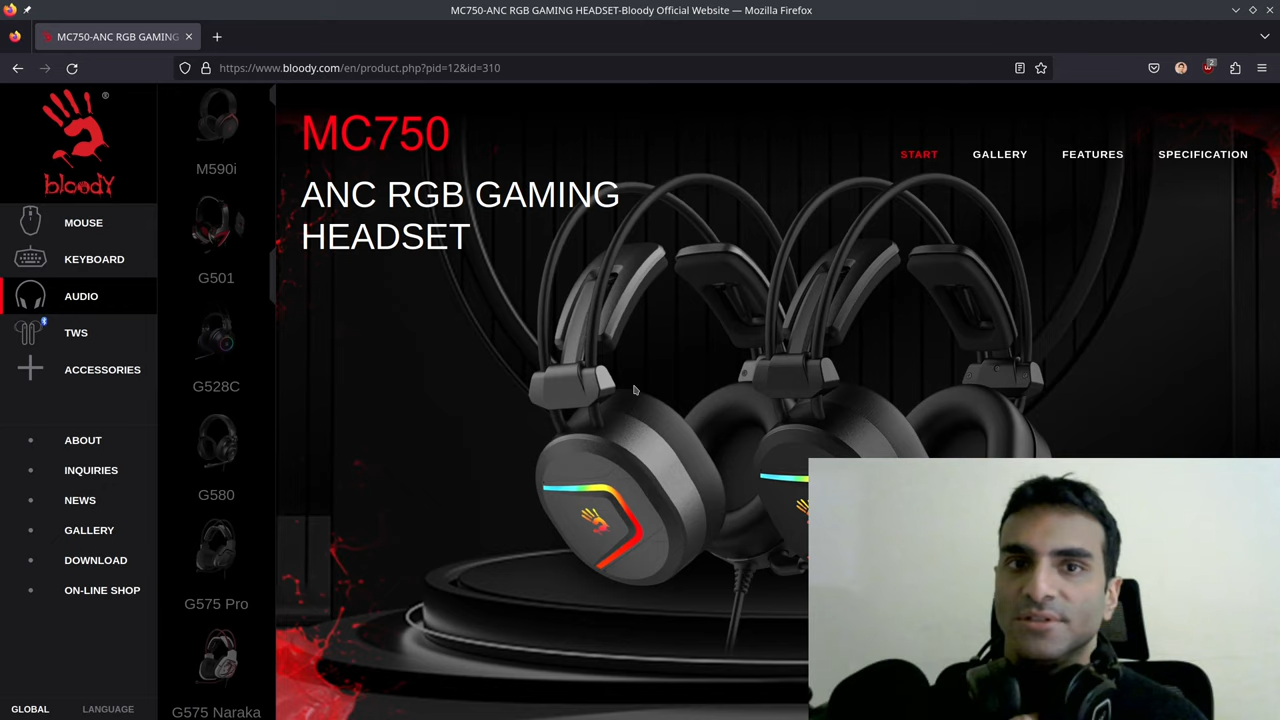 MC750-ANC RGB GAMING HEADSET-Bloody Official Website — Mozilla Firefox
MC750-ANC RGB GAMING
https://www.bloody.com/en/product.php?pid=12&id=310
2
®
bloody
MOUSE
KEYBOARD
AUDIO
TWS
ACCESSORIES
ABOUT
INQUIRIES
NEWS
GALLERY
DOWNLOAD
ON-LINE SHOP
GLOBAL
LANGUAGE
M590i
G501
G528C
G580
G575 Pro
G575 Naraka
MC750
ANC RGB GAMING
HEADSET
START
GALLERY
FEATURES
SPECIFICATION